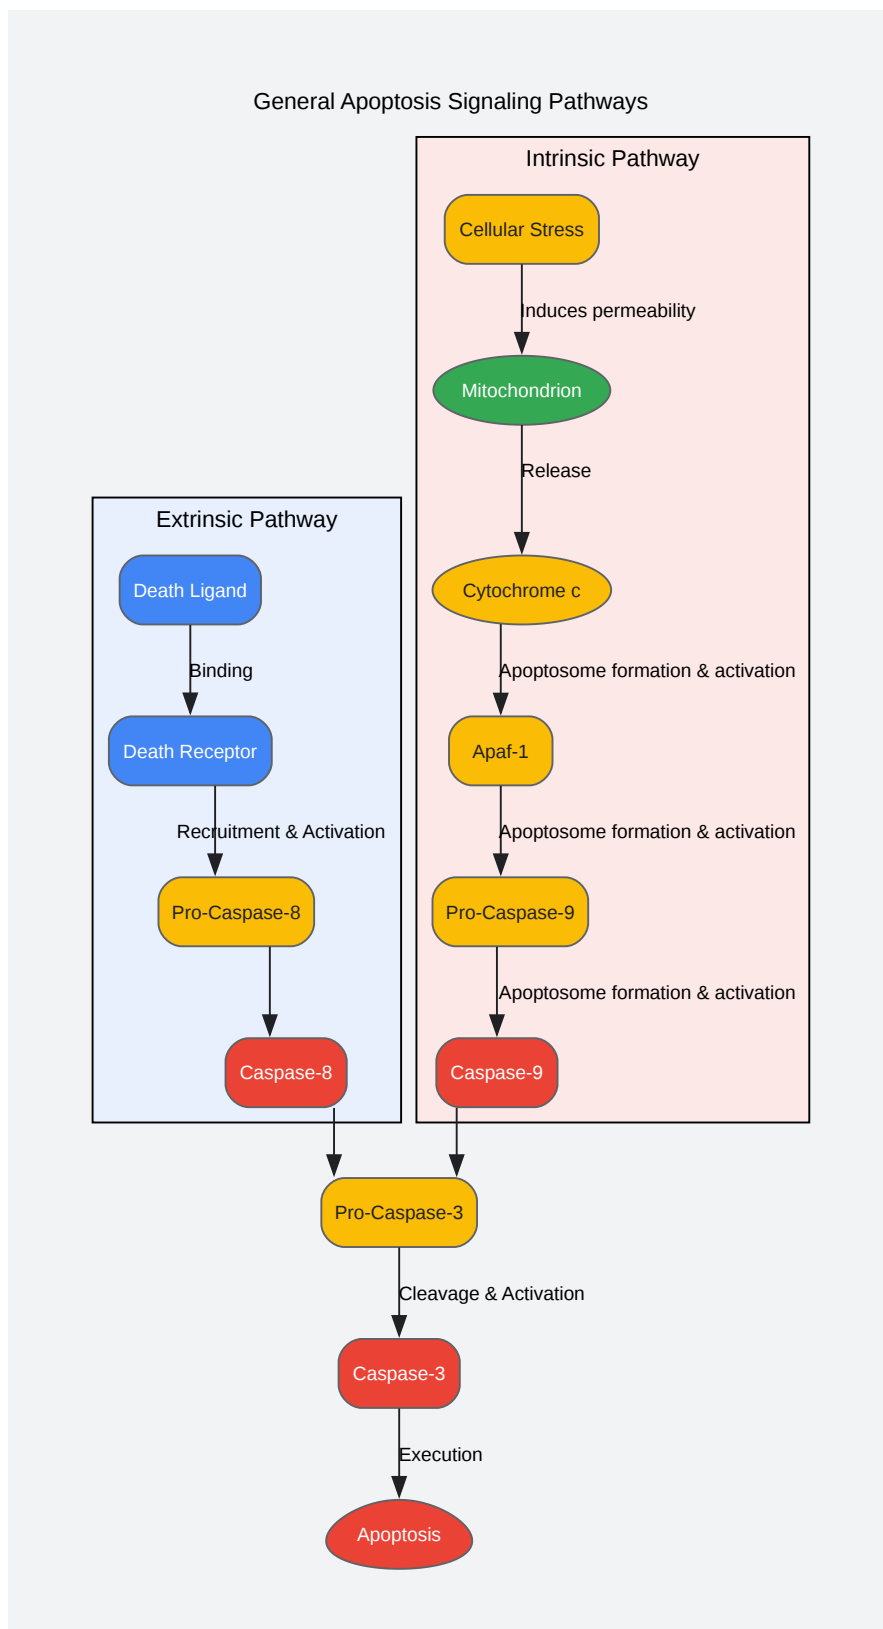 General Apoptosis Signaling Pathways
Intrinsic Pathway
Cellular Stress
Induces permeability
Mitochondrion
Release
Cytochrome c
Apoptosome formation & activation
Apaf-1
Apoptosome formation & activation
Pro-Caspase-9
Apoptosome formation & activation
Caspase-9
Extrinsic Pathway
Death Ligand
Binding
Death Receptor
Recruitment & Activation
Pro-Caspase-8
Caspase-8
Pro-Caspase-3
Cleavage & Activation
Caspase-3
Execution
Apoptosis